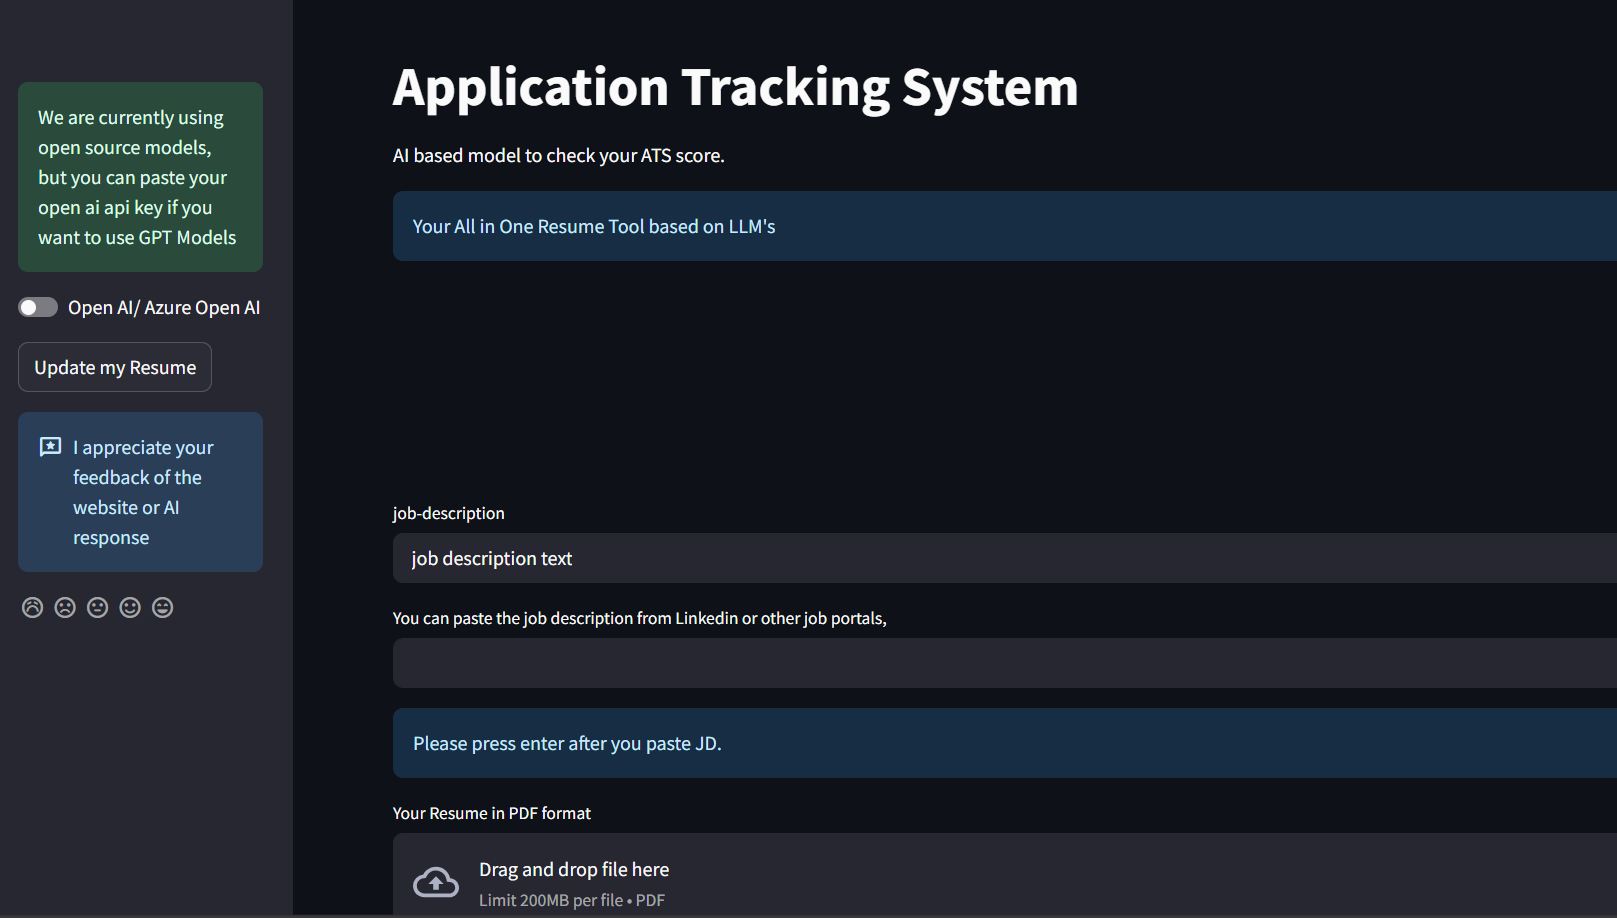 We are currently using
open source models,
but you can paste your
open ai api key if you
want to use GPT Models
Open AI/ Azure Open AI
Update my Resume
I appreciate your
feedback of the
website or AI
response
Application Tracking System
AI based model to check your ATS score.
Your All in One Resume Tool based on LLM's
job-description
job description text
You can paste the job description from Linkedin or other job portals,
Please press enter after you paste JD.
Your Resume in PDF format
Drag and drop file here
Limit 200MB per file • PDF